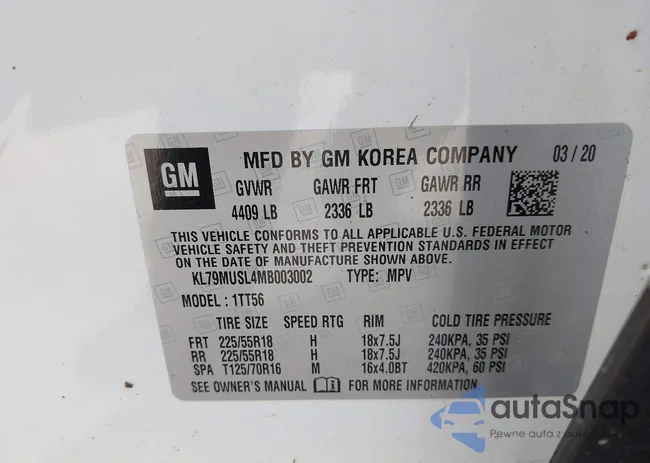 GM
MFD BY GM KOREA COMPANY 03/20
GVWR GAWR FRT GAWR RR
4409 LB 2336 LB 2336 LB
THIS VEHICLE CONFORMS TO ALL APPLICABLE U.S. FEDERAL MOTOR
VEHICLE SAFETY AND THEFT PREVENTION STANDARDS IN EFFECT
ON THE DATE OF MANUFACTURE SHOWN ABOVE.
KL79MUSL4MB003002 TYPE: MPV
MODEL: 1TT56
TIRE SIZE SPEED RTG RIM COLD TIRE PRESSURE
FRT 225/55R18 H 18x7.5J 240KPA, 35 PSI
RR 225/55R18 H 18x7.5J 240KPA, 35 PSI
SPA T125/70R16 M 16x4.0BT 420KPA, 60 PSI
SEE OWNER'S MANUAL FOR MORE INFORMATION
autoSnap
Pewne auta z